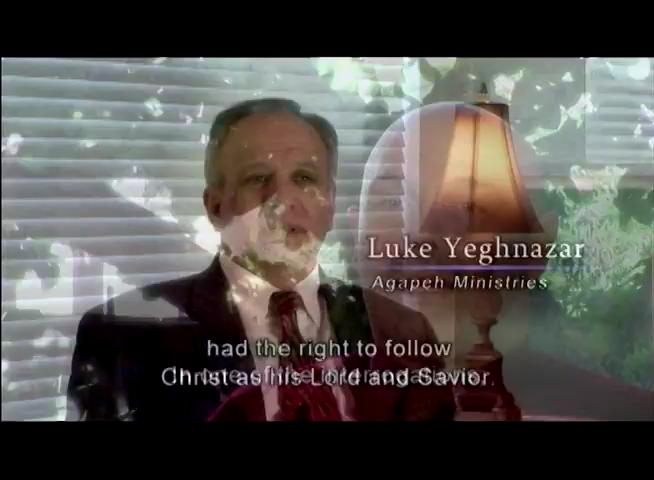 Luke Yeghnazar
Agapeh Ministries
had the right to follow
Christ as his Lord and Savior.